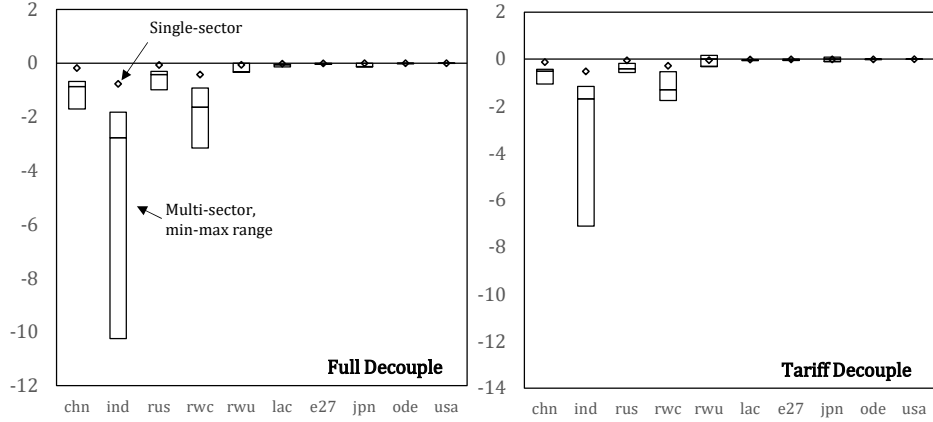 2
0
-2
-4
-6
-8
-10
-12
Single-sector
Multi-sector,
min-max range
Full Decouple
chn ind rus rwc rwu lac e27 jpn ode usa
2
0
-2
-4
-6
-8
-10
-12
-14
Tariff Decouple
chn ind rus rwc rwu lac e27 jpn ode usa